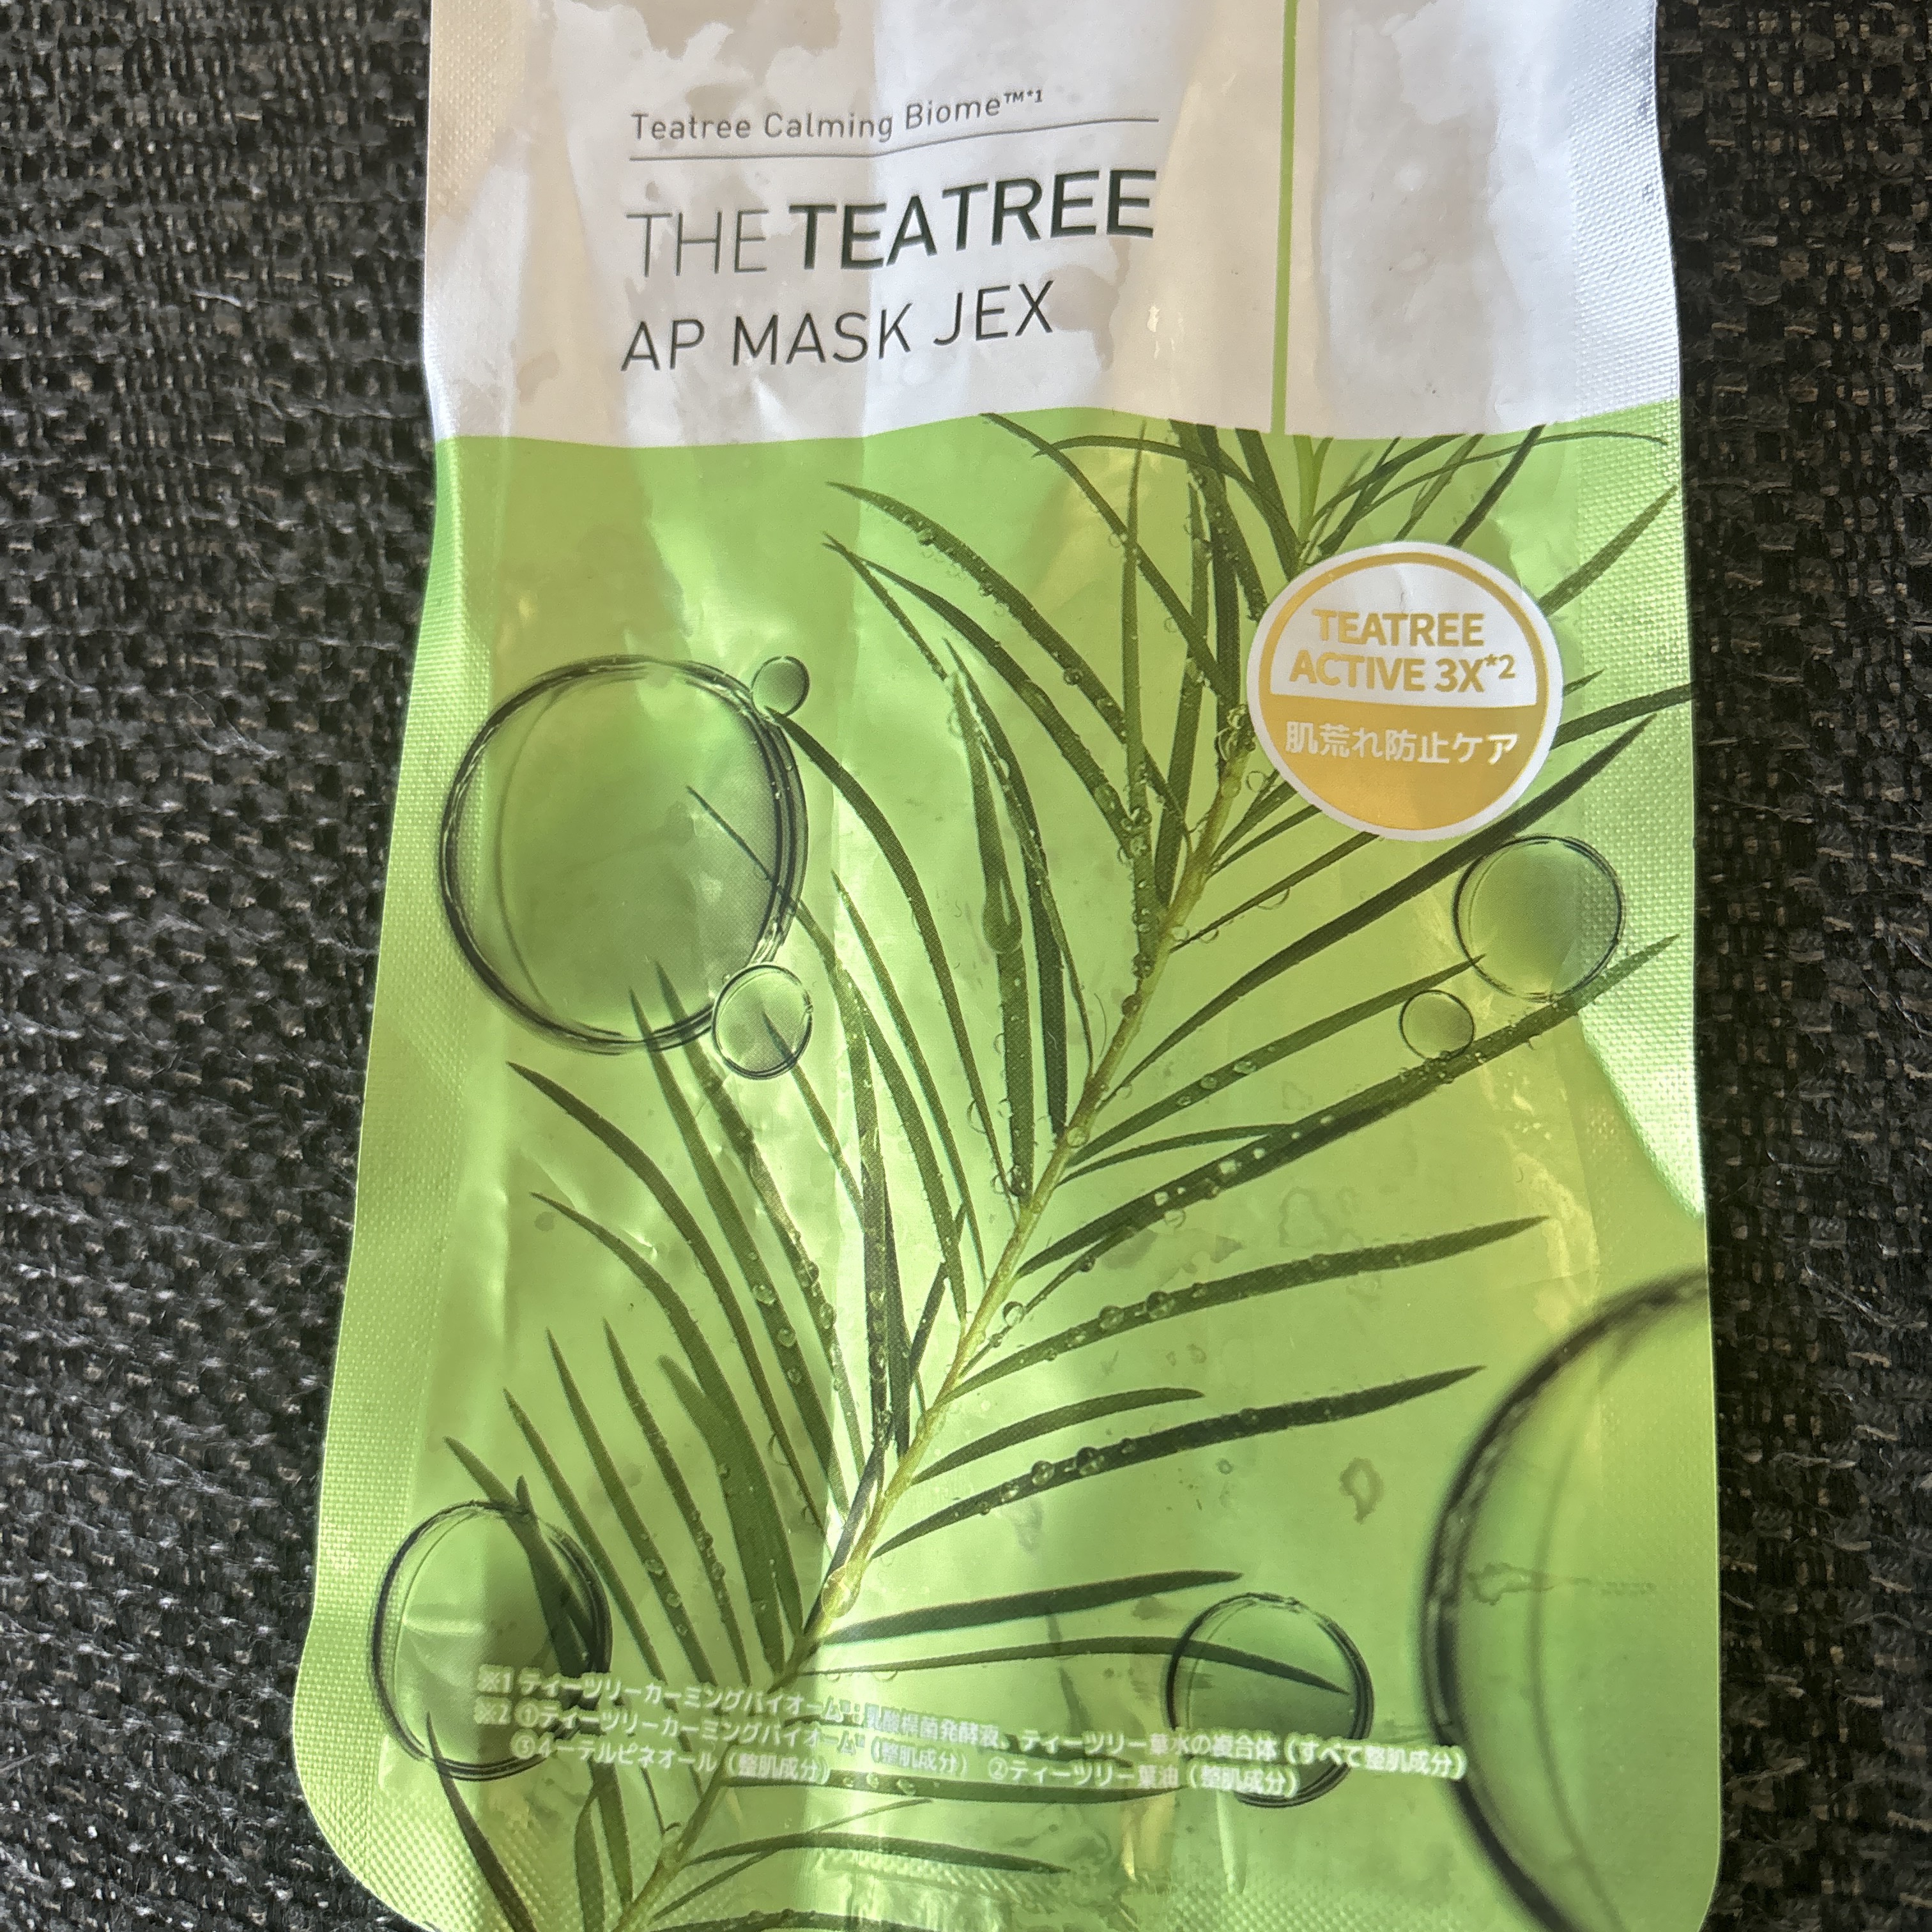 Teatree Calming Biome™*1
THE TEATREE
AP MASK JEX
TEATREE
ACTIVE 3X*2
肌荒れ防止ケア
※1 ティーツリーカーミングバイオーム™:乳酸桿菌発酵液、ティーツリー葉水の複合体(すべて整肌成分)
※2 ①ティーツリーカーミングバイオーム™(整肌成分) ②ティーツリー葉油(整肌成分)
③4ーテルピネオール(整肌成分)